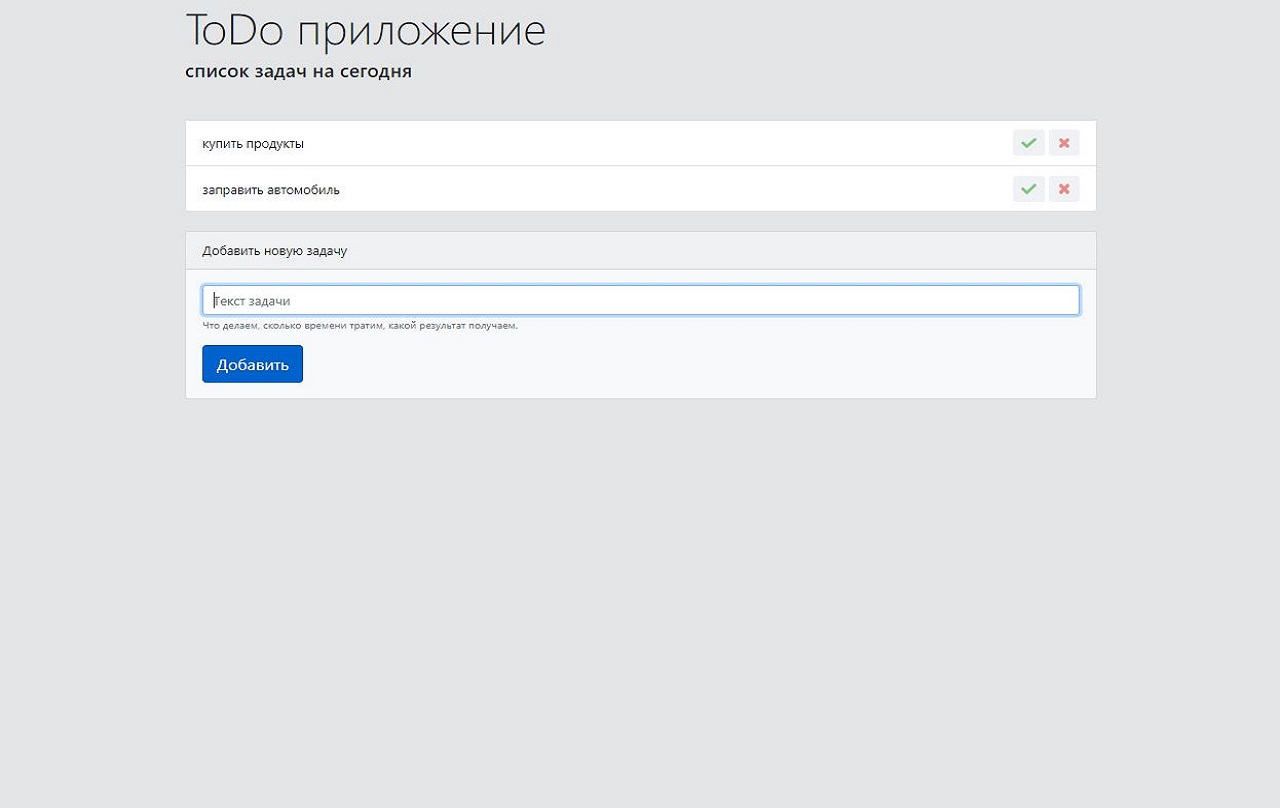 ToDo приложение
список задач на сегодня
купить продукты
заправить автомобиль
Добавить новую задачу
Текст задачи
Что делаем, сколько времени тратим, какой результат получаем.
Добавить